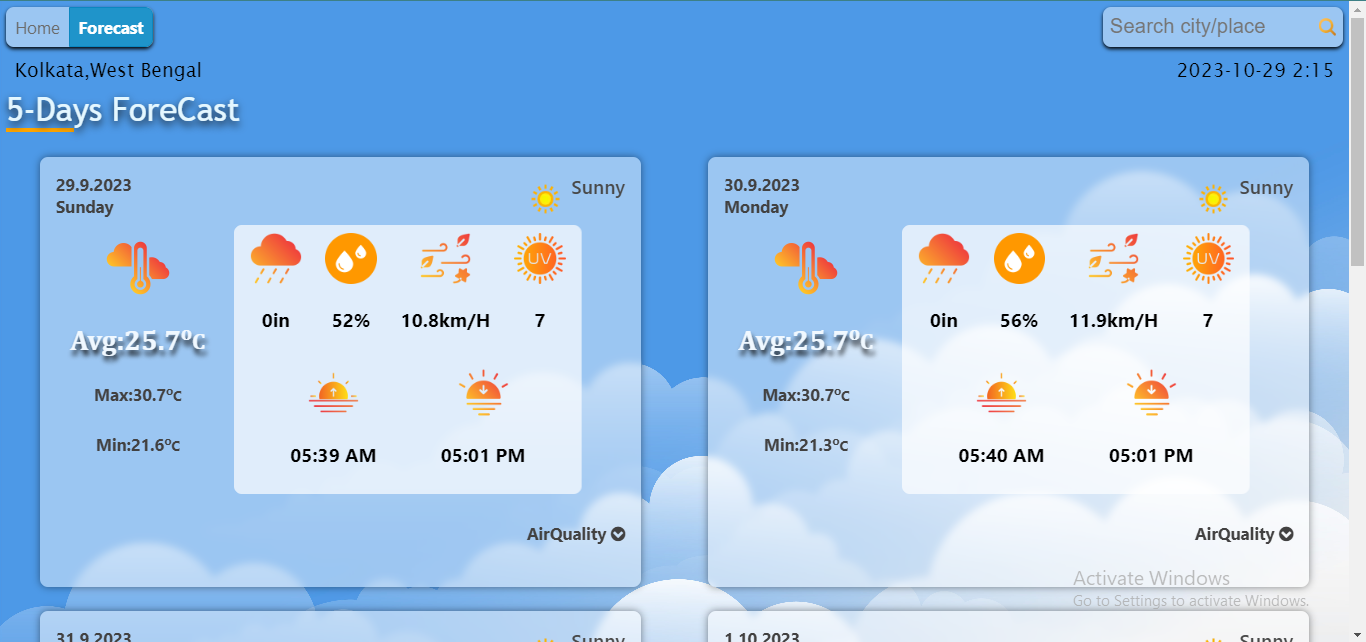 Home Forecast Search city/place
Kolkata,West Bengal 2023-10-29 2:15
5-Days ForeCast
29.9.2023 Sunny
Sunday
UV
0in 52% 10.8km/H 7
Avg:25.7ºC
Max:30.7ºC
Min:21.6ºC
05:39 AM 05:01 PM
AirQuality
30.9.2023 Sunny
Monday
UV
0in 56% 11.9km/H 7
Avg:25.7ºC
Max:30.7ºC
Min:21.3ºC
05:40 AM 05:01 PM
AirQuality
Activate Windows
Go to Settings to activate Windows.
31.9.2023 Sunny
1.10.2023 Sunny